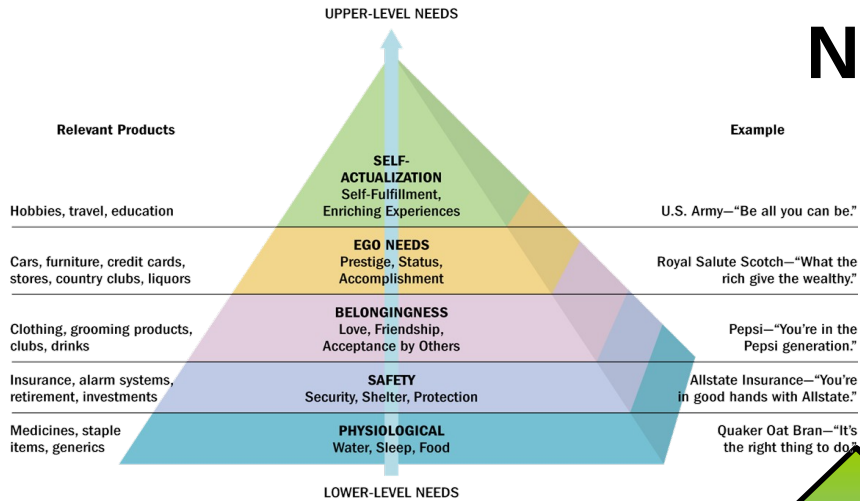 UPPER-LEVEL NEEDS
N
Relevant Products
Example
SELF-
ACTUALIZATION
Self-Fulfillment,
Enriching Experiences
Hobbies, travel, education
U.S. Army—“Be all you can be.”
EGO NEEDS
Prestige, Status,
Accomplishment
Cars, furniture, credit cards,
stores, country clubs, liquors
Royal Salute Scotch—“What the
rich give the wealthy.”
BELONGINGNESS
Love, Friendship,
Acceptance by Others
Clothing, grooming products,
clubs, drinks
Pepsi—“You’re in the
Pepsi generation.”
SAFETY
Security, Shelter, Protection
Insurance, alarm systems,
retirement, investments
Allstate Insurance—“You’re
in good hands with Allstate.”
PHYSIOLOGICAL
Water, Sleep, Food
Medicines, staple
items, generics
Quaker Oat Bran—“It’s
the right thing to do.”
LOWER-LEVEL NEEDS